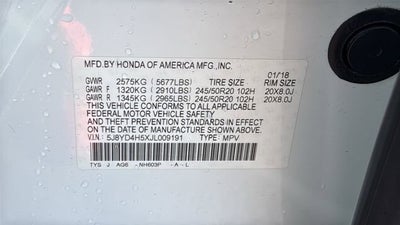 MFD.BY HONDA OF AMERICA MFG.,INC. 01/18
GVWR 2575KG (5677LBS) TIRE SIZE RIM SIZE
GAWR F 1320KG (2910LBS) 245/50R20 102H 20X8.0J
GAWR R 1345KG (2965LBS) 245/50R20 102H 20X8.0J
THIS VEHICLE CONFORMS TO ALL APPLICABLE
FEDERAL MOTOR VEHICLE SAFETY
AND THEFT PREVENTION STANDARDS IN EFFECT ON
THE DATE OF MANUFACTURE SHOWN ABOVE.
V.I.N.: 5J8YD4H5XJL009191 TYPE: MPV
TYS J AG6 - NH603P - A - L